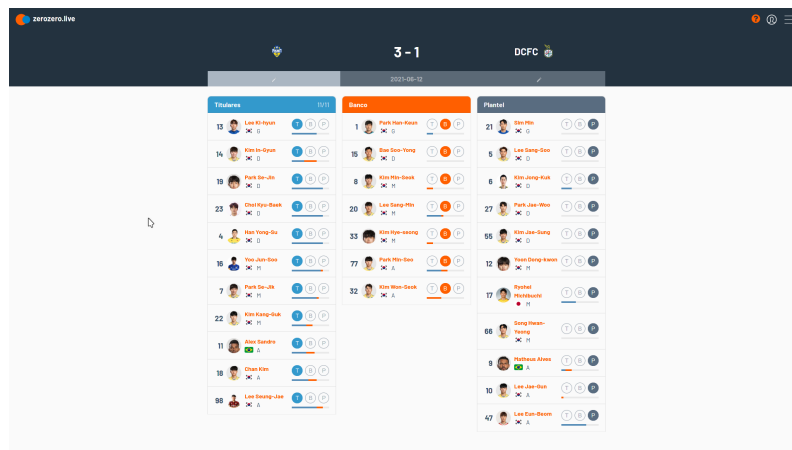 zerozero.live
?
3 - 1
DCFC
2021-06-12
Titulares 11/11
13 Lee Ki-hyun T B P
G
14 Kim In-Gyun T B P
D
19 Park Se-Jin T B P
D
23 Choi Kyu-Baek T B P
D
4 Han Yong-Su T B P
D
16 Yoo Jun-Soo T B P
M
7 Park Se-Jik T B P
M
22 Kim Kang-Guk T B P
M
11 Alex Sandro T B P
A
18 Chan Kim T B P
A
98 Lee Seung-Jae T B P
A
Banco
1 Park Han-Keun T B P
G
15 Bae Soo-Yong T B P
D
8 Kim Min-Seok T B P
M
20 Lee Sang-Min T B P
M
33 Kim Hye-seong T B P
M
77 Park Min-Seo T B P
A
32 Kim Won-Seok T B P
A
Plantel
21 Sim Min T B P
G
5 Lee Sang-Soo T B P
D
6 Kim Jong-Kuk T B P
D
27 Park Jae-Woo T B P
D
55 Kim Jae-Sung T B P
D
12 Yoon Dong-kwon T B P
M
17 Ryohei
Michibuchi T B P
M
66 Song Hwan-
Yeong T B P
M
9 Matheus Alves T B P
A
10 Lee Jae-Gun T B P
A
47 Lee Eun-Beom T B P
A